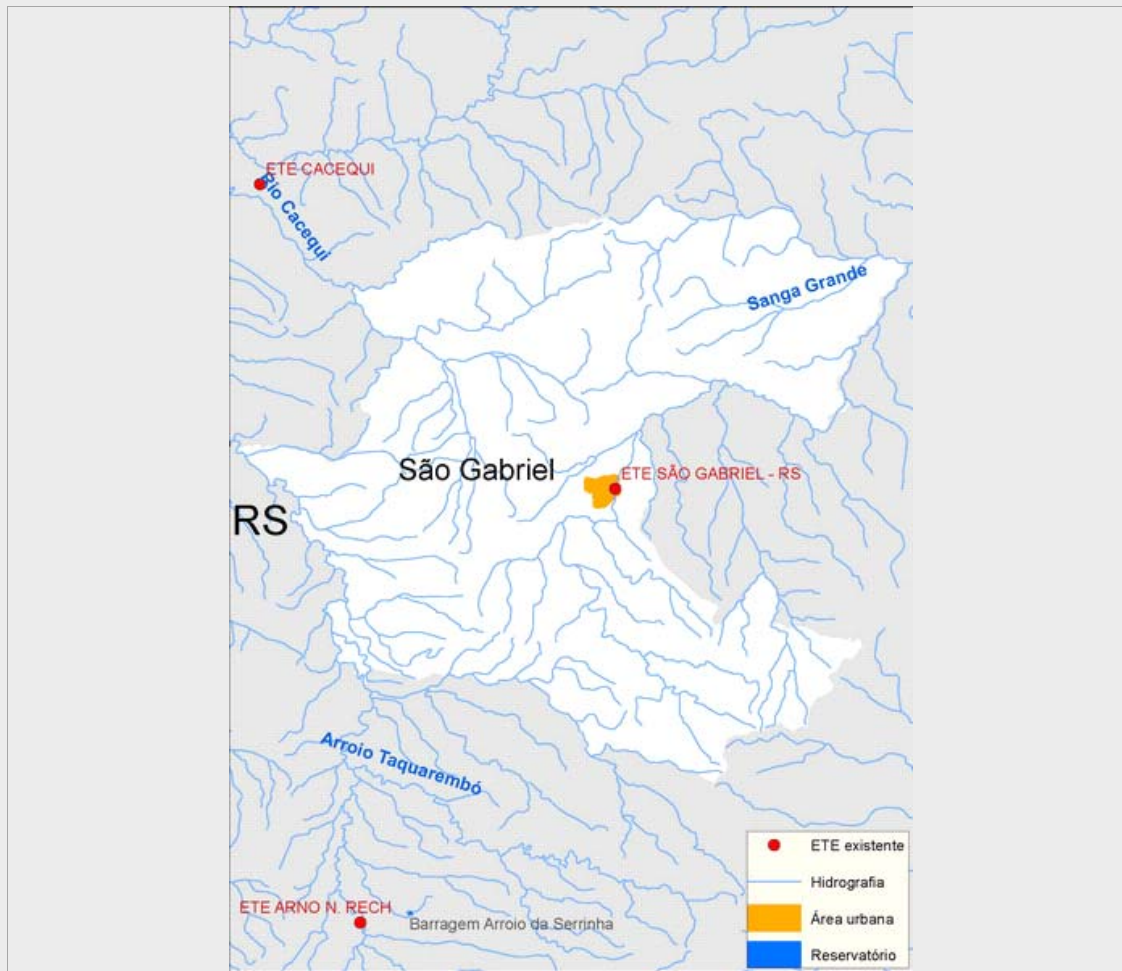 ETE CACEQUI
Rio Cacequi
Sanga Grande
São Gabriel
ETE SÃO GABRIEL - RS
RS
Arroio Taquarembó
ETE ARNO N. RECH
Barragem Arroio da Serrinha
ETE existente
Hidrografia
Área urbana
Reservatório